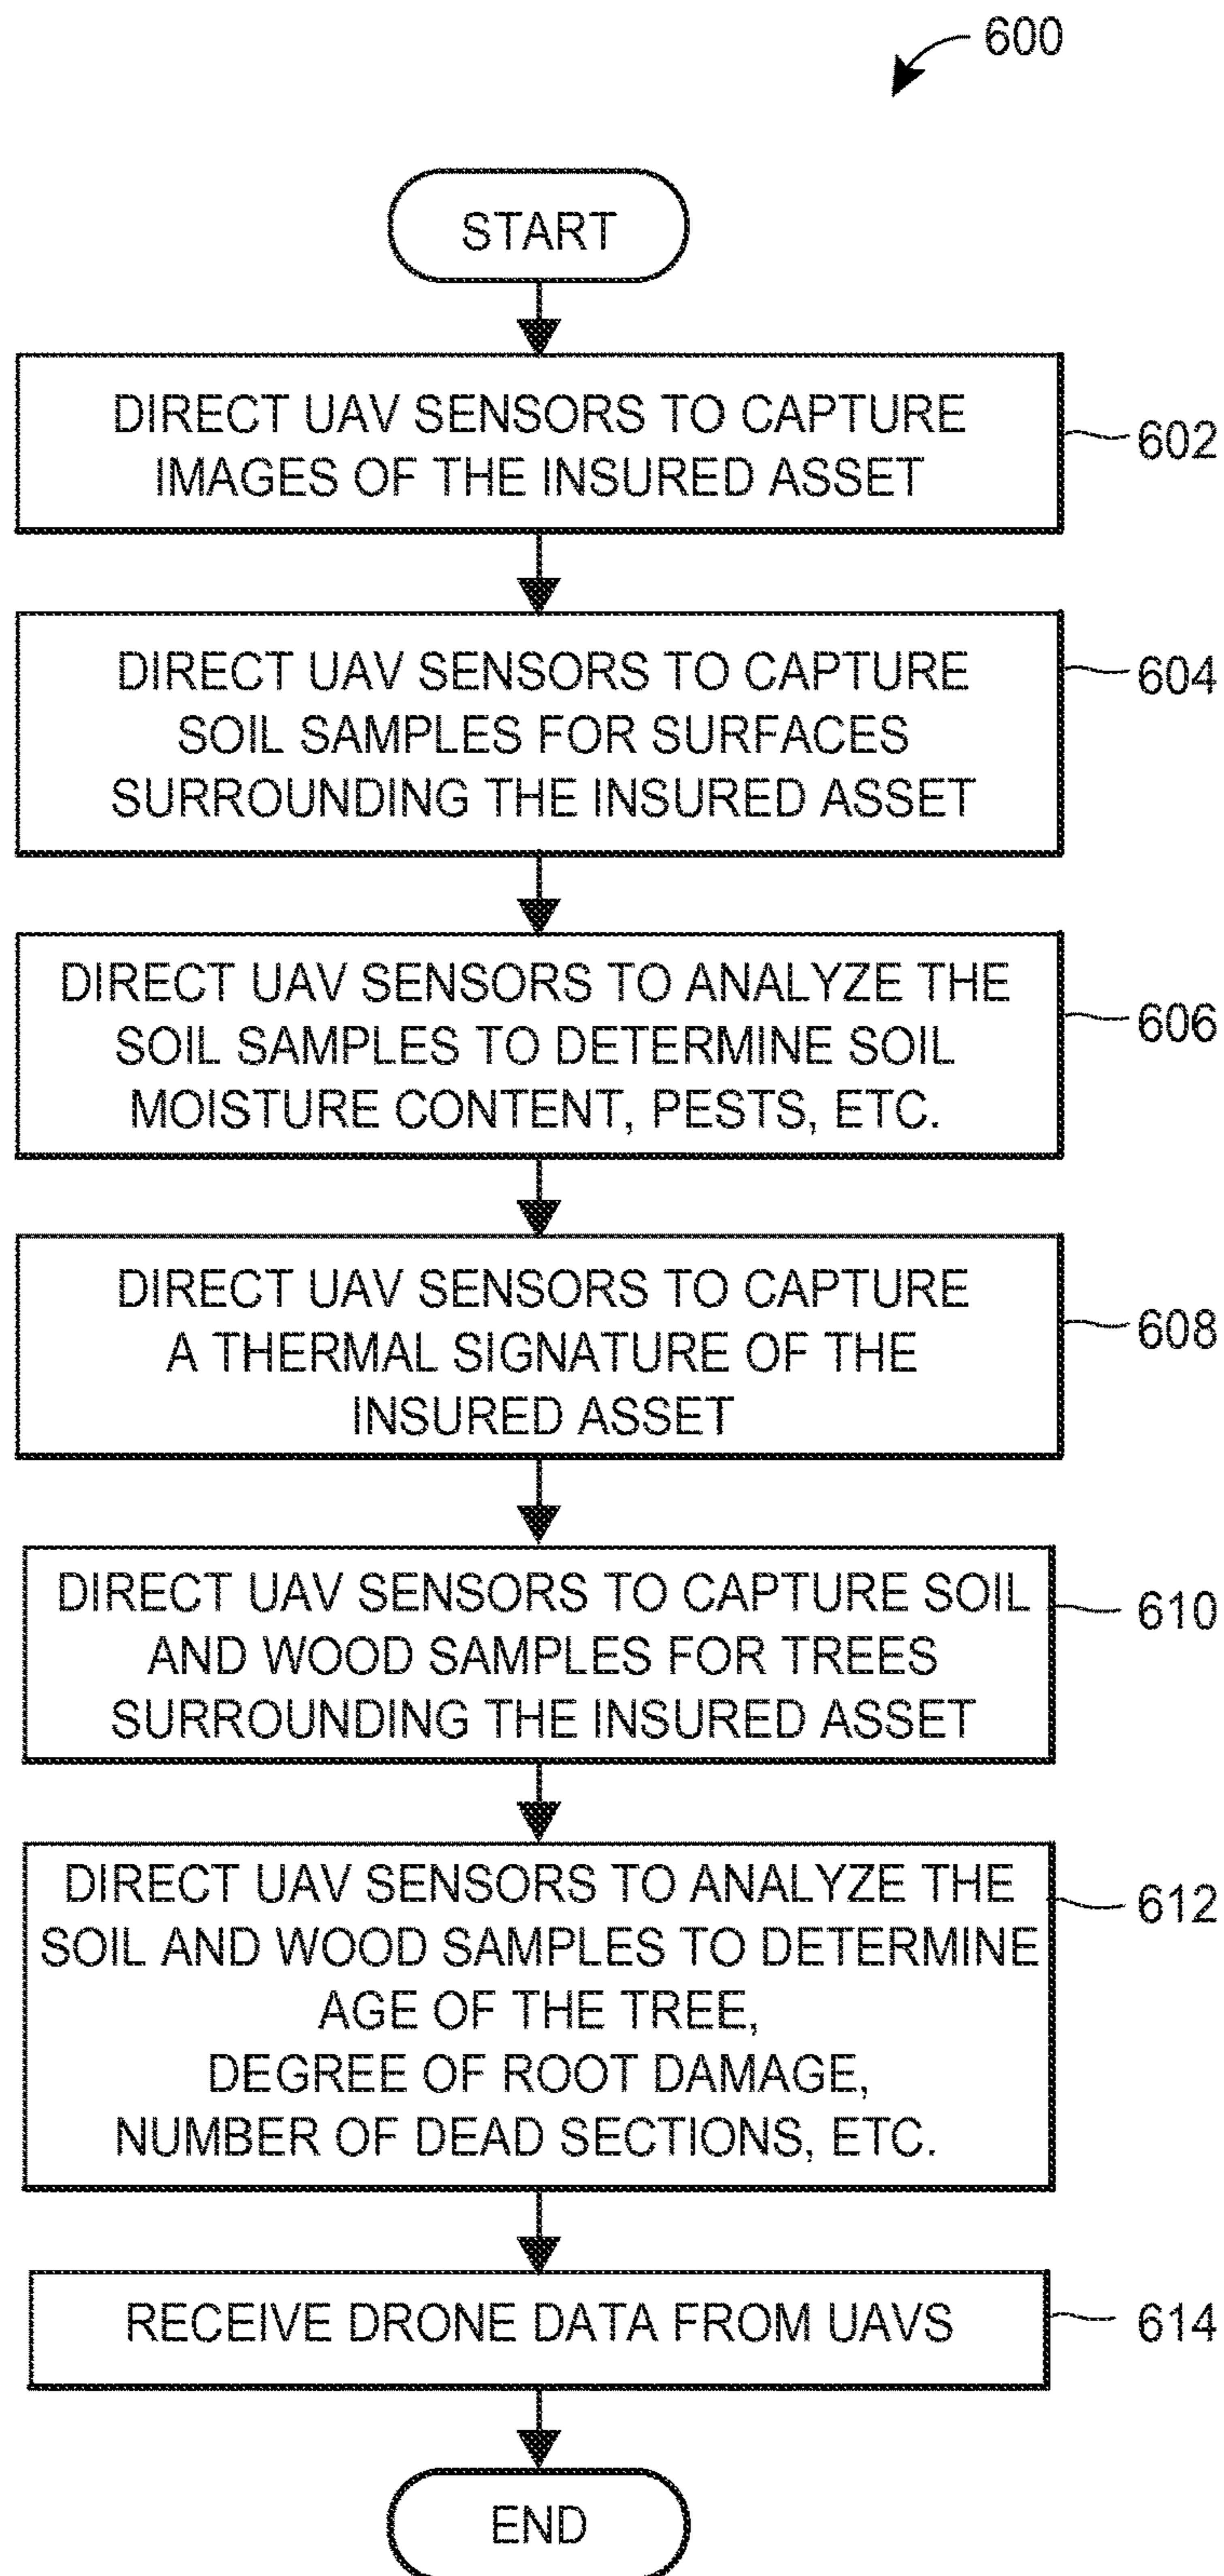 600
START
DIRECT UAV SENSORS TO CAPTURE
IMAGES OF THE INSURED ASSET
602
DIRECT UAV SENSORS TO CAPTURE
SOIL SAMPLES FOR SURFACES
SURROUNDING THE INSURED ASSET
604
DIRECT UAV SENSORS TO ANALYZE THE
SOIL SAMPLES TO DETERMINE SOIL
MOISTURE CONTENT, PESTS, ETC.
606
DIRECT UAV SENSORS TO CAPTURE
A THERMAL SIGNATURE OF THE
INSURED ASSET
608
DIRECT UAV SENSORS TO CAPTURE SOIL
AND WOOD SAMPLES FOR TREES
SURROUNDING THE INSURED ASSET
610
DIRECT UAV SENSORS TO ANALYZE THE
SOIL AND WOOD SAMPLES TO DETERMINE
AGE OF THE TREE,
DEGREE OF ROOT DAMAGE,
NUMBER OF DEAD SECTIONS, ETC.
612
RECEIVE DRONE DATA FROM UAVS
614
END